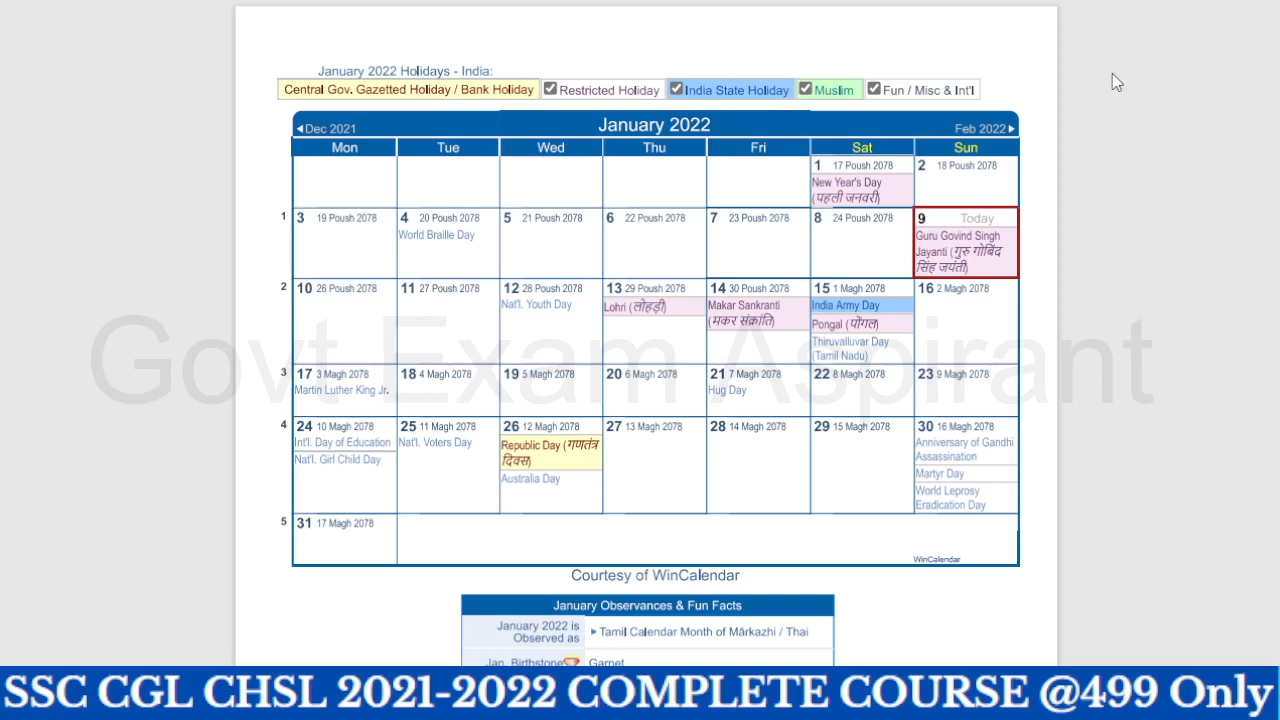 January 2022 Holidays - India:
Central Gov. Gazetted Holiday / Bank Holiday Restricted Holiday India State Holiday Muslim Fun / Misc & Int'l
Dec 2021 January 2022 Feb 2022
Mon Tue Wed Thu Fri Sat Sun
1 17 Poush 2078 2 18 Poush 2078
New Year's Day
(पहली जनवरी)
1 3 19 Poush 2078 4 20 Poush 2078 5 21 Poush 2078 6 22 Poush 2078 7 23 Poush 2078 8 24 Poush 2078 9 Today
World Braille Day Guru Govind Singh
Jayanti (गुरु गोबिंद
सिंह जयंती)
2 10 26 Poush 2078 11 27 Poush 2078 12 28 Poush 2078 13 29 Poush 2078 14 30 Poush 2078 15 1 Magh 2078 16 2 Magh 2078
Nat'l. Youth Day Lohri (लोहड़ी) Makar Sankranti India Army Day
(मकर संक्रांति) Pongal (पोंगल)
Thiruvalluvar Day
(Tamil Nadu)
3 17 3 Magh 2078 18 4 Magh 2078 19 5 Magh 2078 20 6 Magh 2078 21 7 Magh 2078 22 8 Magh 2078 23 9 Magh 2078
Martin Luther King Jr. Hug Day
Govt Exam Aspirant
4 24 10 Magh 2078 25 11 Magh 2078 26 12 Magh 2078 27 13 Magh 2078 28 14 Magh 2078 29 15 Magh 2078 30 16 Magh 2078
Int'l. Day of Education Nat'l. Voters Day Republic Day (गणतंत्र Anniversary of Gandhi
Nat'l. Girl Child Day दिवस) Assassination
Australia Day Martyr Day
World Leprosy
Eradication Day
5 31 17 Magh 2078
WinCalendar
Courtesy of WinCalendar
January Observances & Fun Facts
January 2022 is
Observed as Tamil Calendar Month of Mārkazhi / Thai
Jan. Birthstone Garnet
SSC CGL CHSL 2021-2022 COMPLETE COURSE @499 Only